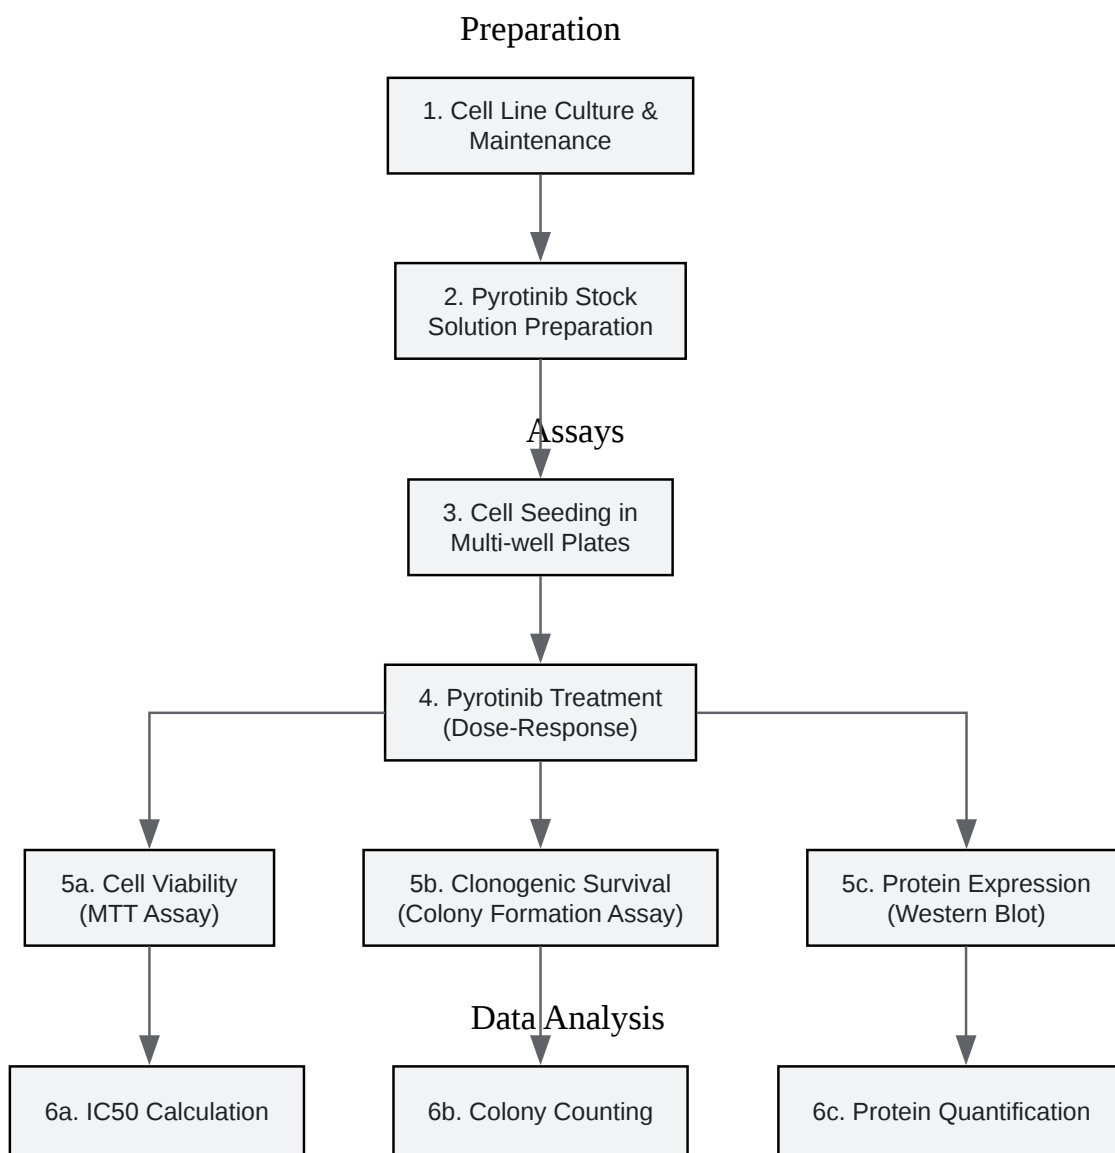 Preparation
1. Cell Line Culture &
Maintenance
2. Pyrotinib Stock
Solution Preparation
Assays
3. Cell Seeding in
Multi-well Plates
4. Pyrotinib Treatment
(Dose-Response)
5a. Cell Viability
(MTT Assay)
5b. Clonogenic Survival
(Colony Formation Assay)
5c. Protein Expression
(Western Blot)
Data Analysis
6a. IC50 Calculation
6b. Colony Counting
6c. Protein Quantification